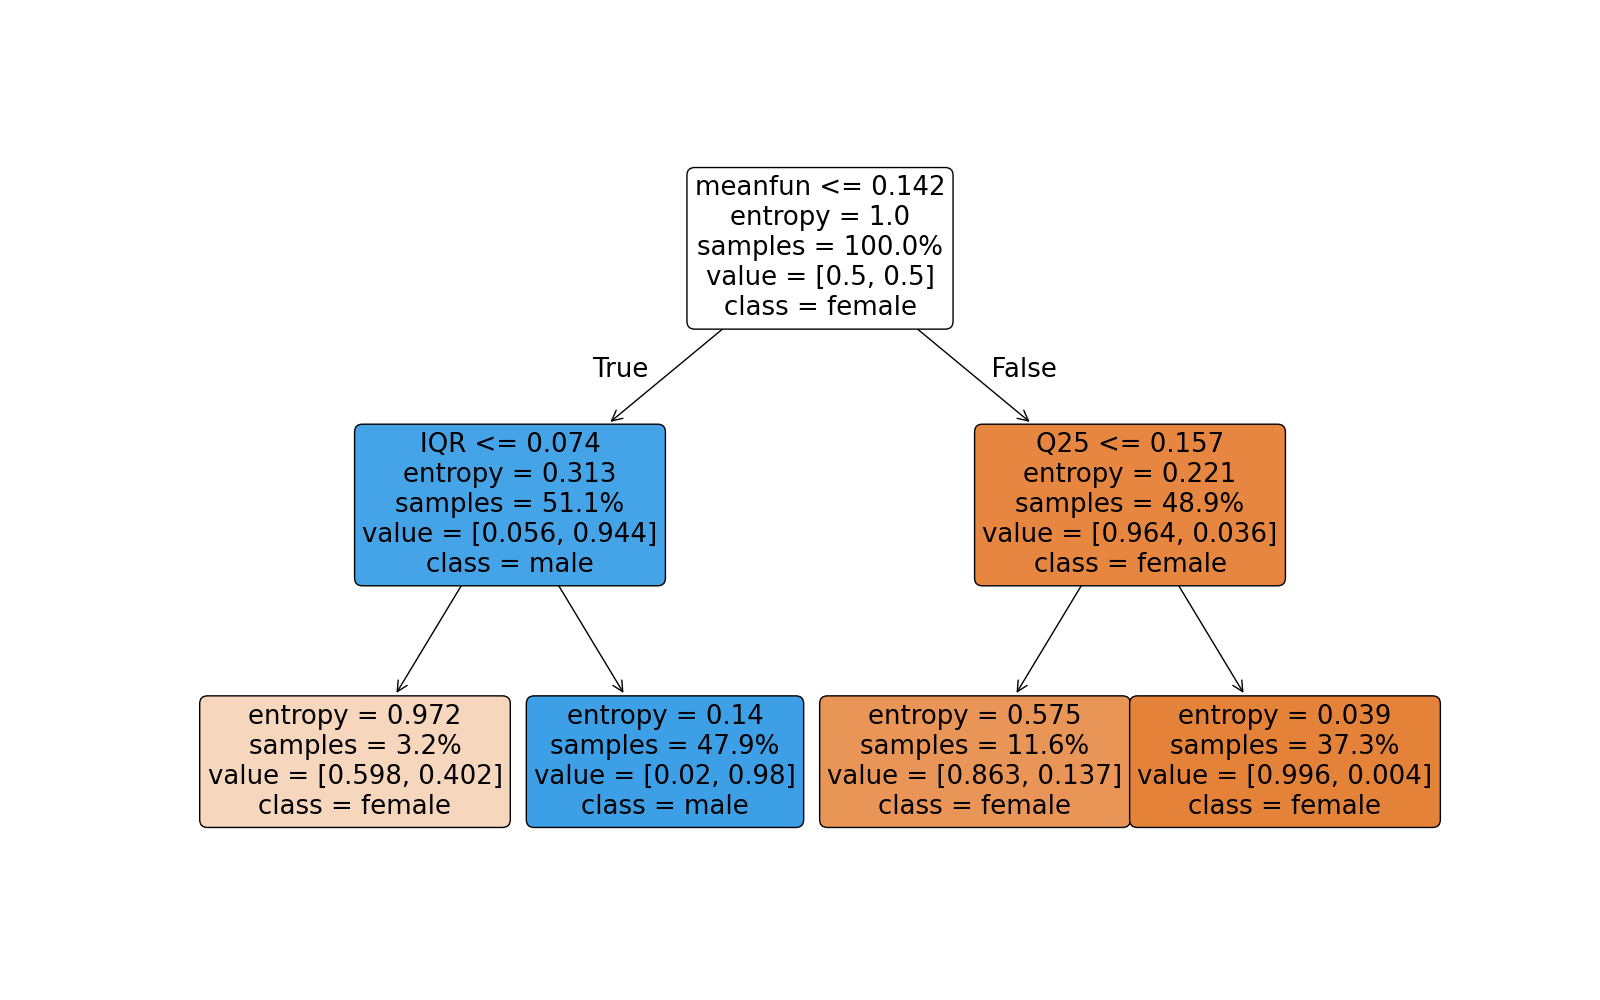 meanfun <= 0.142
entropy = 1.0
samples = 100.0%
value = [0.5, 0.5]
class = female
True
False
IQR <= 0.074
entropy = 0.313
samples = 51.1%
value = [0.056, 0.944]
class = male
Q25 <= 0.157
entropy = 0.221
samples = 48.9%
value = [0.964, 0.036]
class = female
entropy = 0.972
samples = 3.2%
value = [0.598, 0.402]
class = female
entropy = 0.14
samples = 47.9%
value = [0.02, 0.98]
class = male
entropy = 0.575
samples = 11.6%
value = [0.863, 0.137]
class = female
entropy = 0.039
samples = 37.3%
value = [0.996, 0.004]
class = female